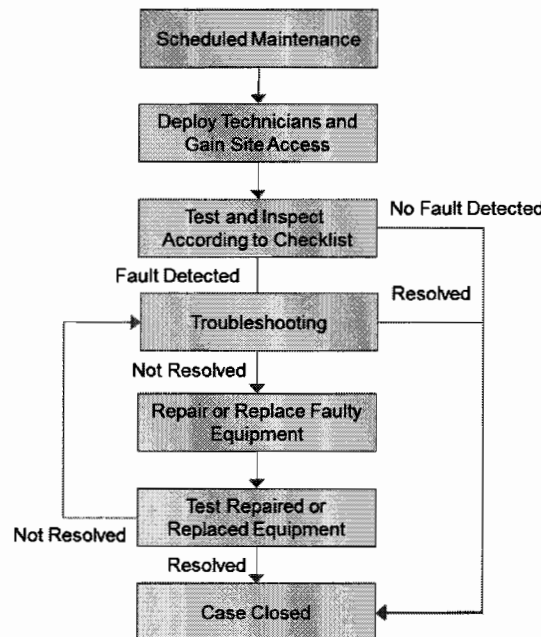 Scheduled Maintenance
Deploy Technicians and
Gain Site Access
Test and Inspect
According to Checklist
No Fault Detected
Fault Detected
Resolved
Troubleshooting
Not Resolved
Repair or Replace Faulty
Equipment
Test Repaired or
Replaced Equipment
Not Resolved
Resolved
Case Closed